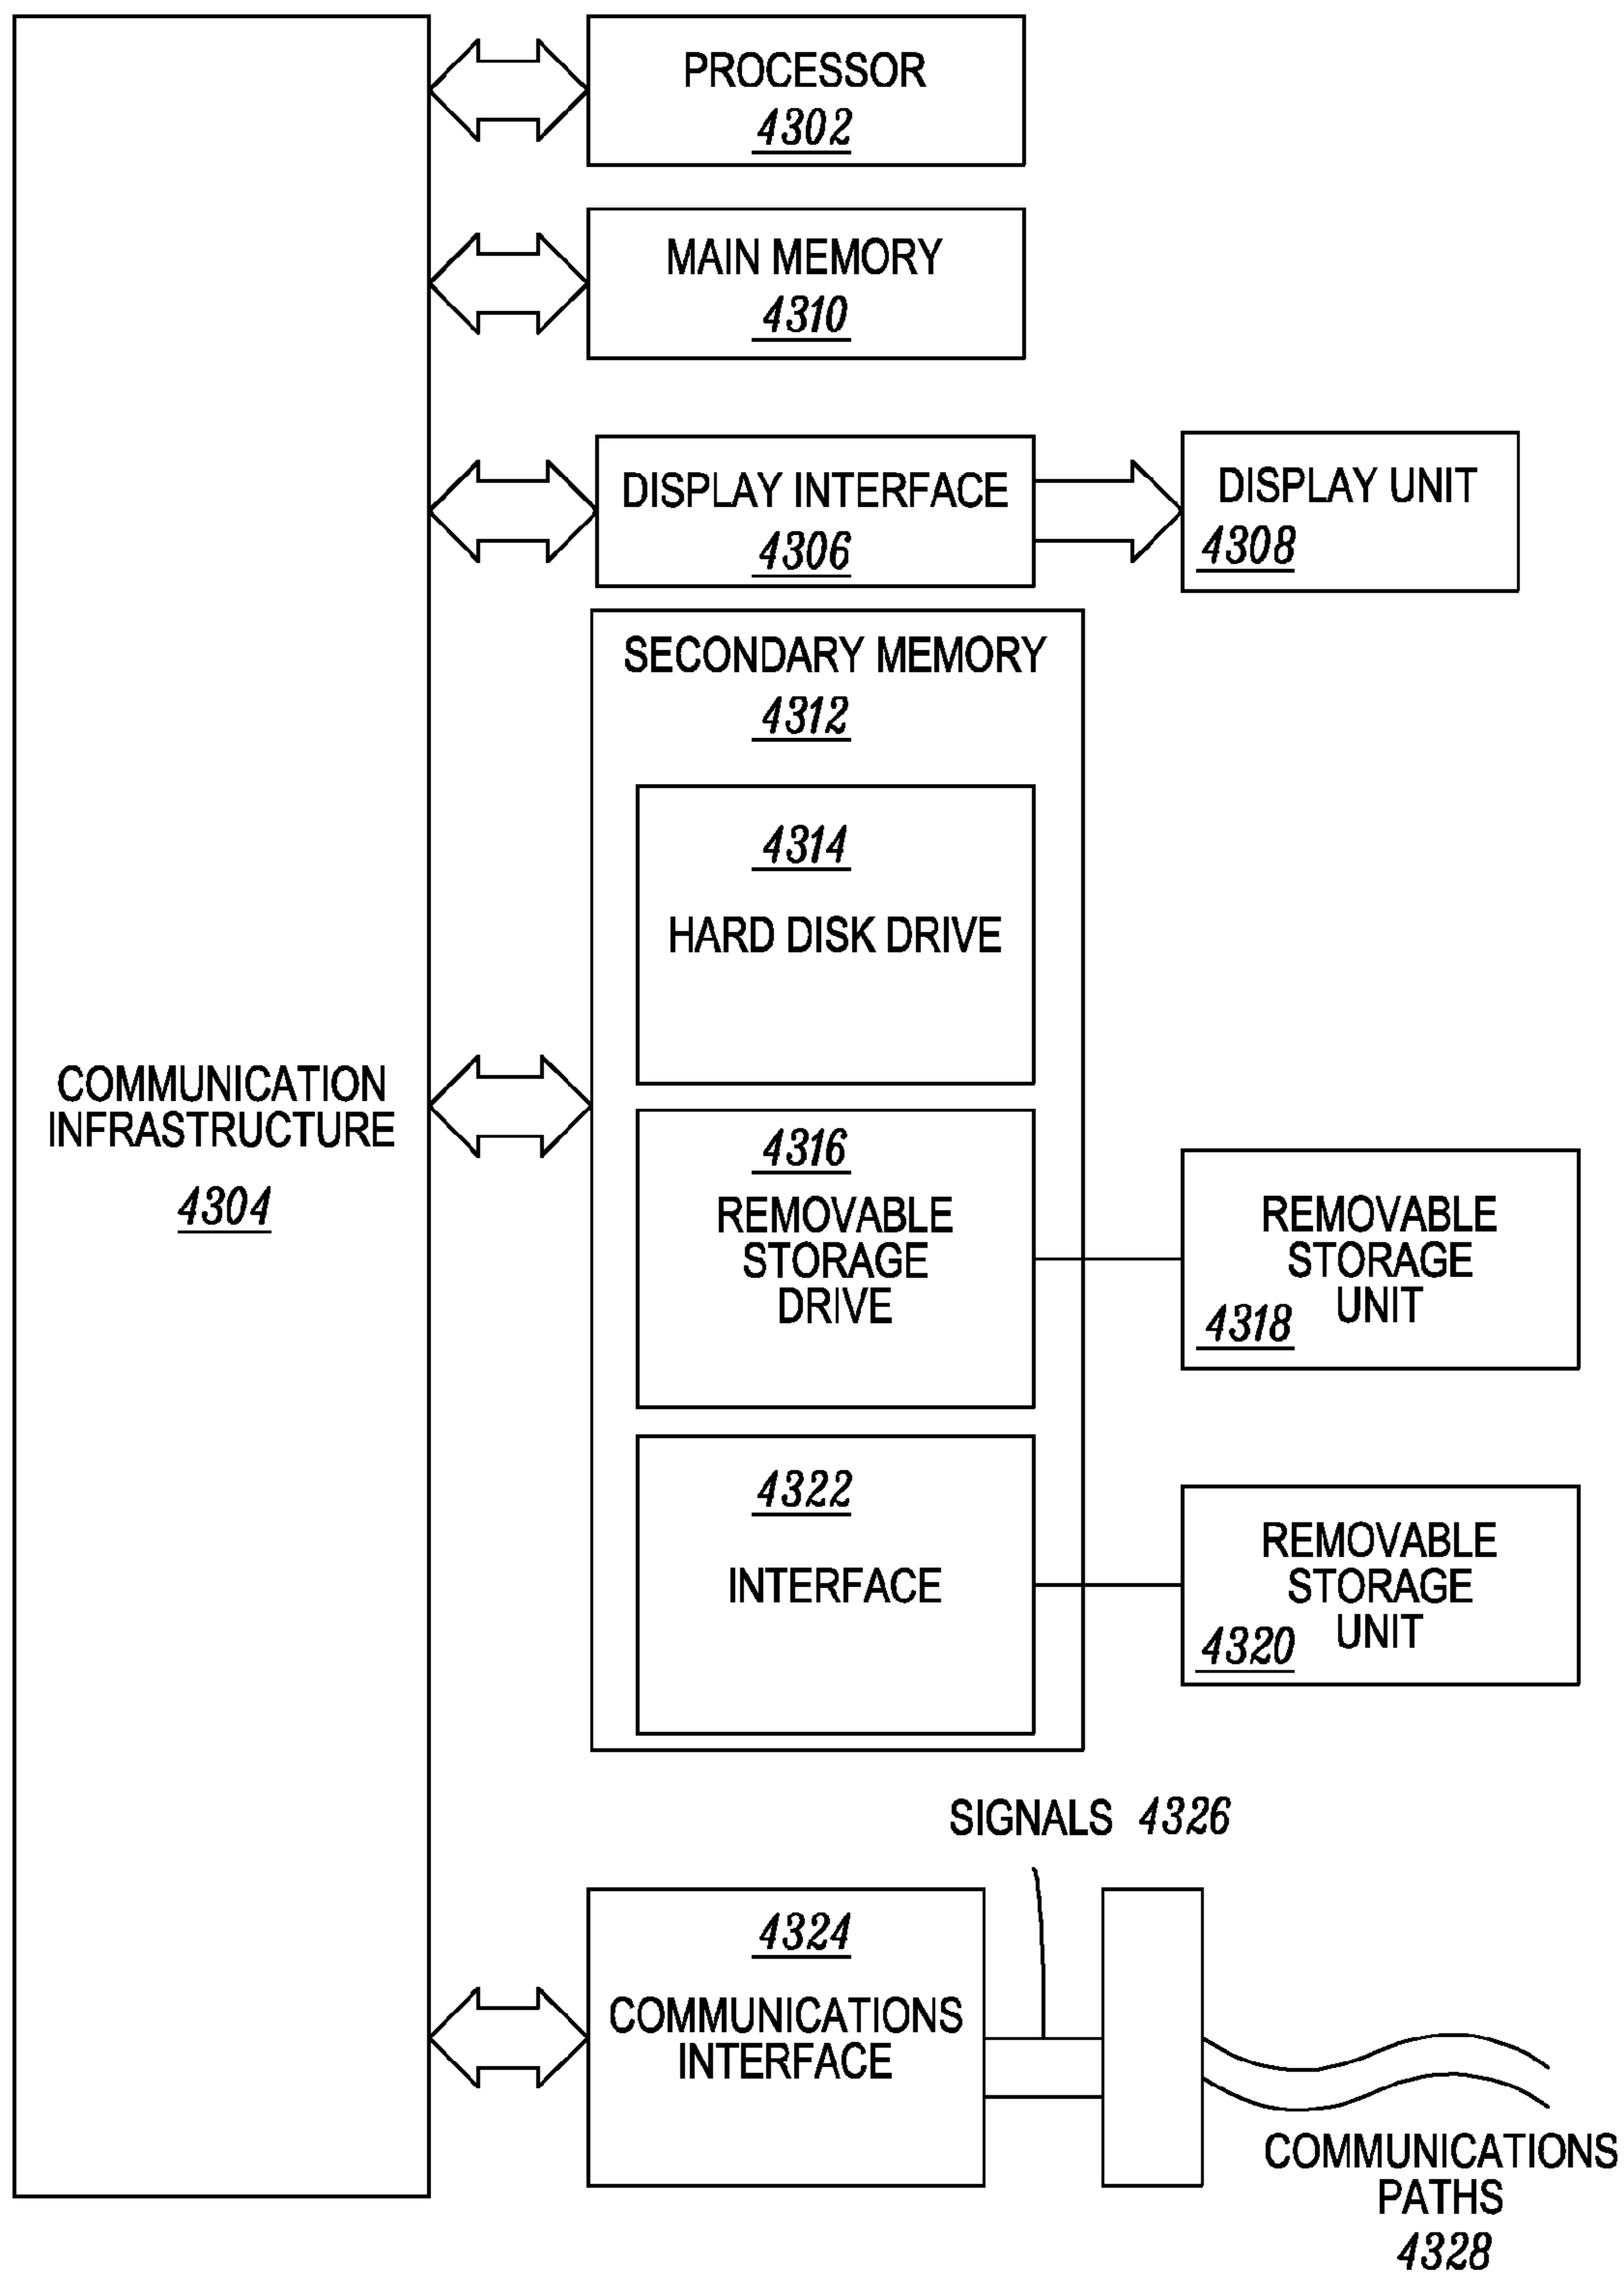 PROCESSOR
4302
MAIN MEMORY
4310
DISPLAY INTERFACE
4306
DISPLAY UNIT
4308
SECONDARY MEMORY
4312
4314
HARD DISK DRIVE
COMMUNICATION
INFRASTRUCTURE
4304
4316
REMOVABLE
STORAGE
DRIVE
REMOVABLE
STORAGE
UNIT
4318
4322
INTERFACE
REMOVABLE
STORAGE
UNIT
4320
SIGNALS 4326
4324
COMMUNICATIONS
INTERFACE
COMMUNICATIONS
PATHS
4328